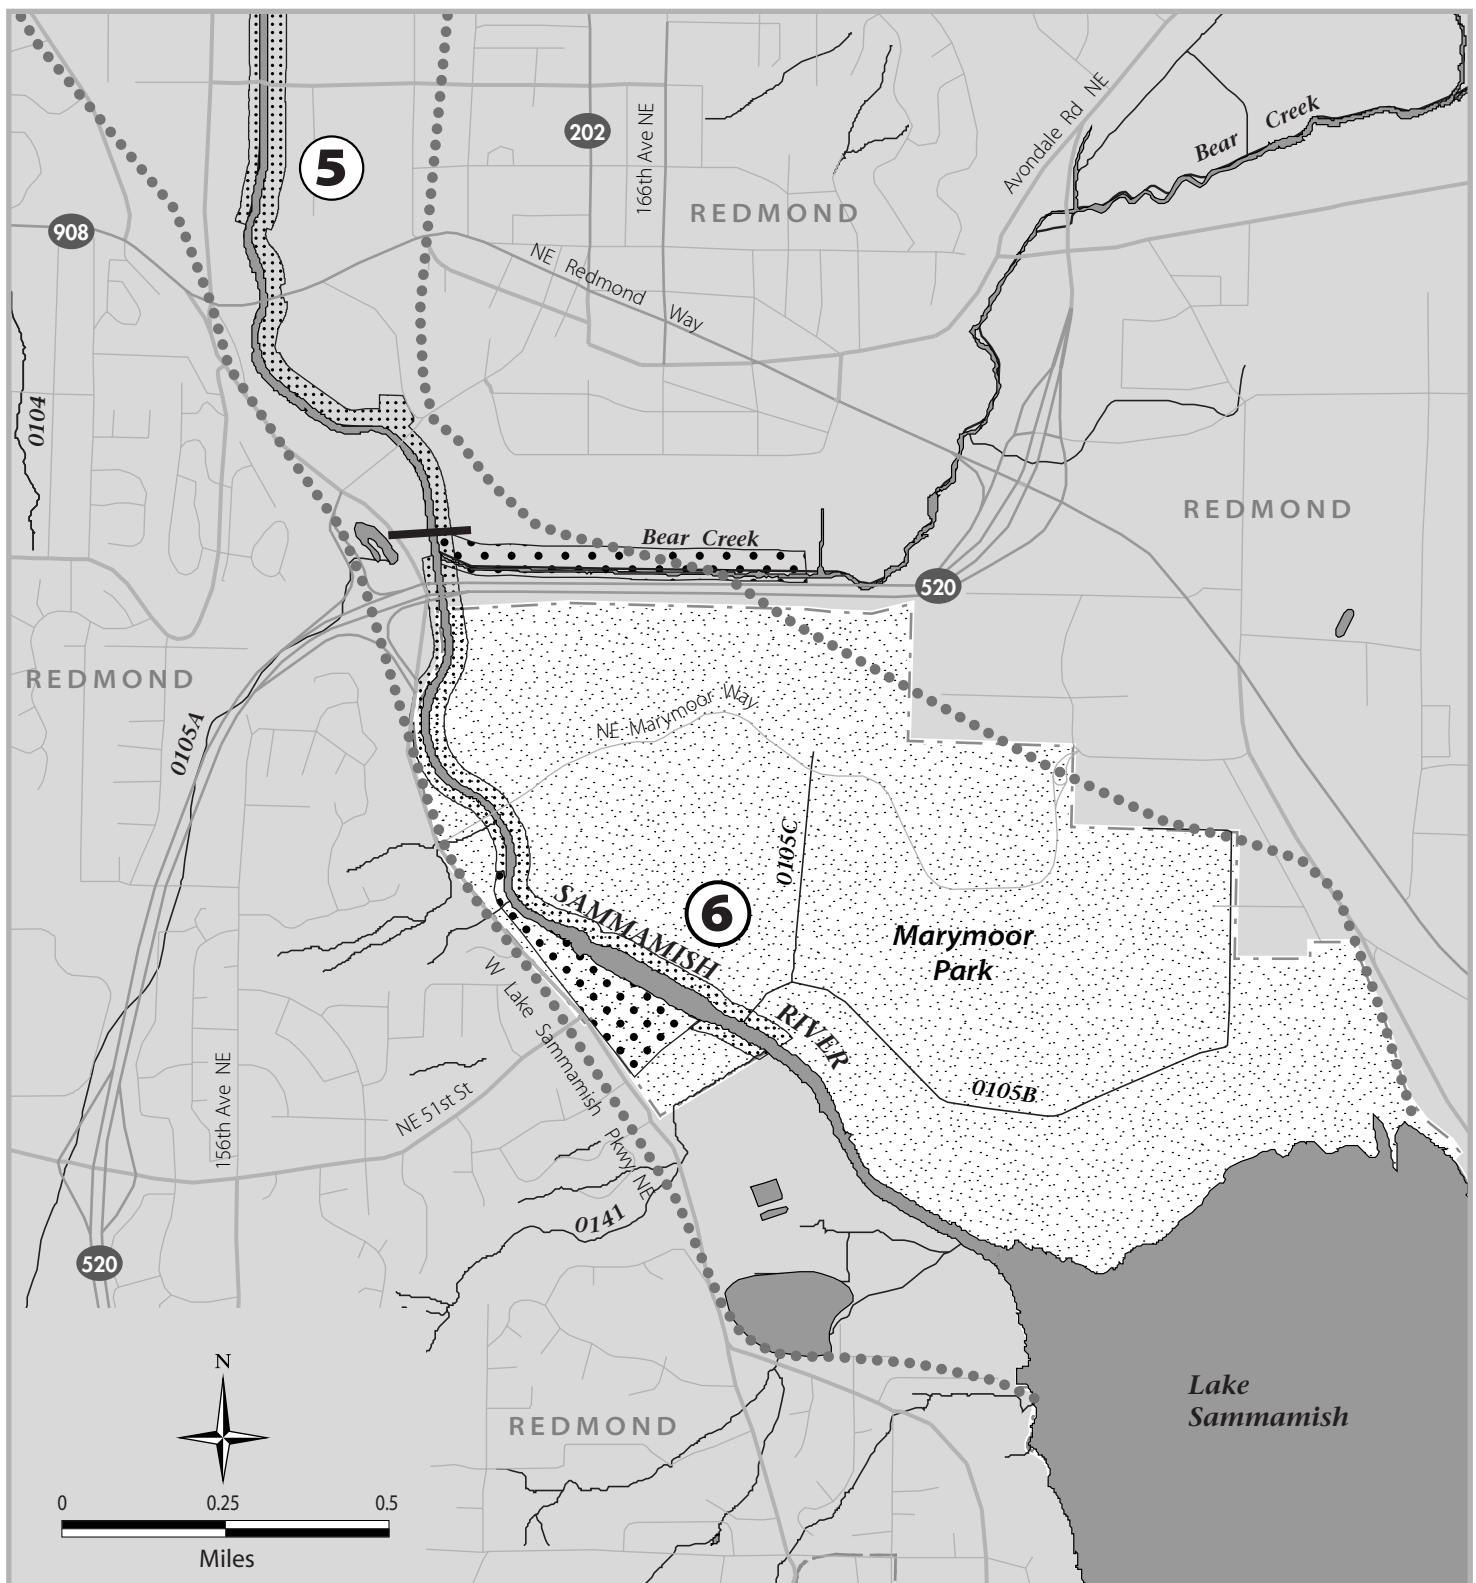 Avondale Rd NE
Bear Creek
202
166th Ave NE
5
REDMOND
908
NE Redmond Way
0104
REDMOND
Bear Creek
520
REDMOND
0105A
NE Marymoor Way
0105C
SAMMAMISH
6
Marymoor
Park
W Lake Sammamish Pkwy NE
RIVER
0105B
156th Ave NE
NE 51st St
0141
520
N
Lake
Sammamish
REDMOND
0 0.25 0.5
Miles